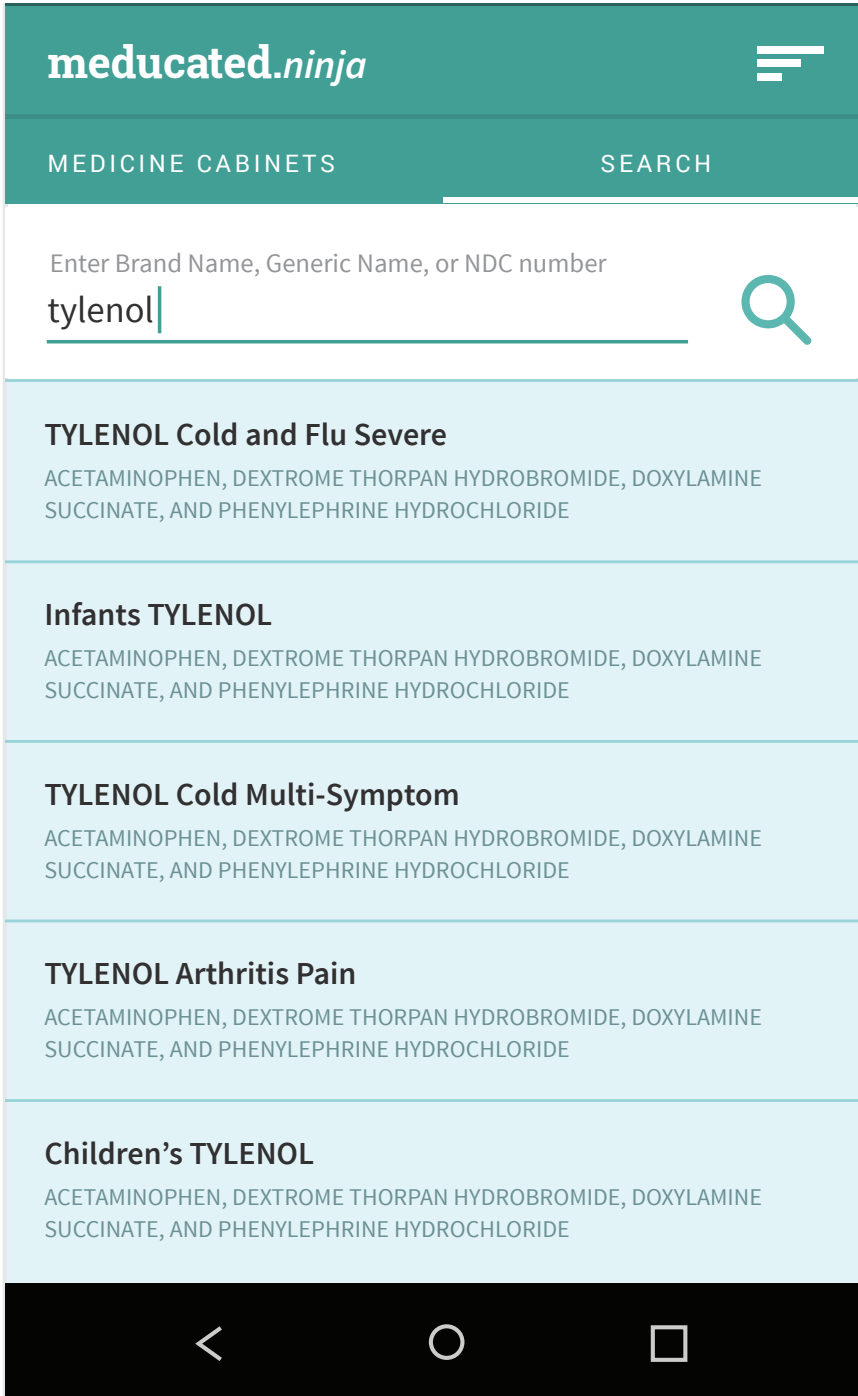 meducated.ninja
MEDICINE CABINETS
SEARCH
Enter Brand Name, Generic Name, or NDC number
tylenol
TYLENOL Cold and Flu Severe
ACETAMINOPHEN, DEXTROME THORPAN HYDROBROMIDE, DOXYLAMINE
SUCCINATE, AND PHENYLEPHRINE HYDROCHLORIDE
Infants TYLENOL
ACETAMINOPHEN, DEXTROME THORPAN HYDROBROMIDE, DOXYLAMINE
SUCCINATE, AND PHENYLEPHRINE HYDROCHLORIDE
TYLENOL Cold Multi-Symptom
ACETAMINOPHEN, DEXTROME THORPAN HYDROBROMIDE, DOXYLAMINE
SUCCINATE, AND PHENYLEPHRINE HYDROCHLORIDE
TYLENOL Arthritis Pain
ACETAMINOPHEN, DEXTROME THORPAN HYDROBROMIDE, DOXYLAMINE
SUCCINATE, AND PHENYLEPHRINE HYDROCHLORIDE
Children’s TYLENOL
ACETAMINOPHEN, DEXTROME THORPAN HYDROBROMIDE, DOXYLAMINE
SUCCINATE, AND PHENYLEPHRINE HYDROCHLORIDE